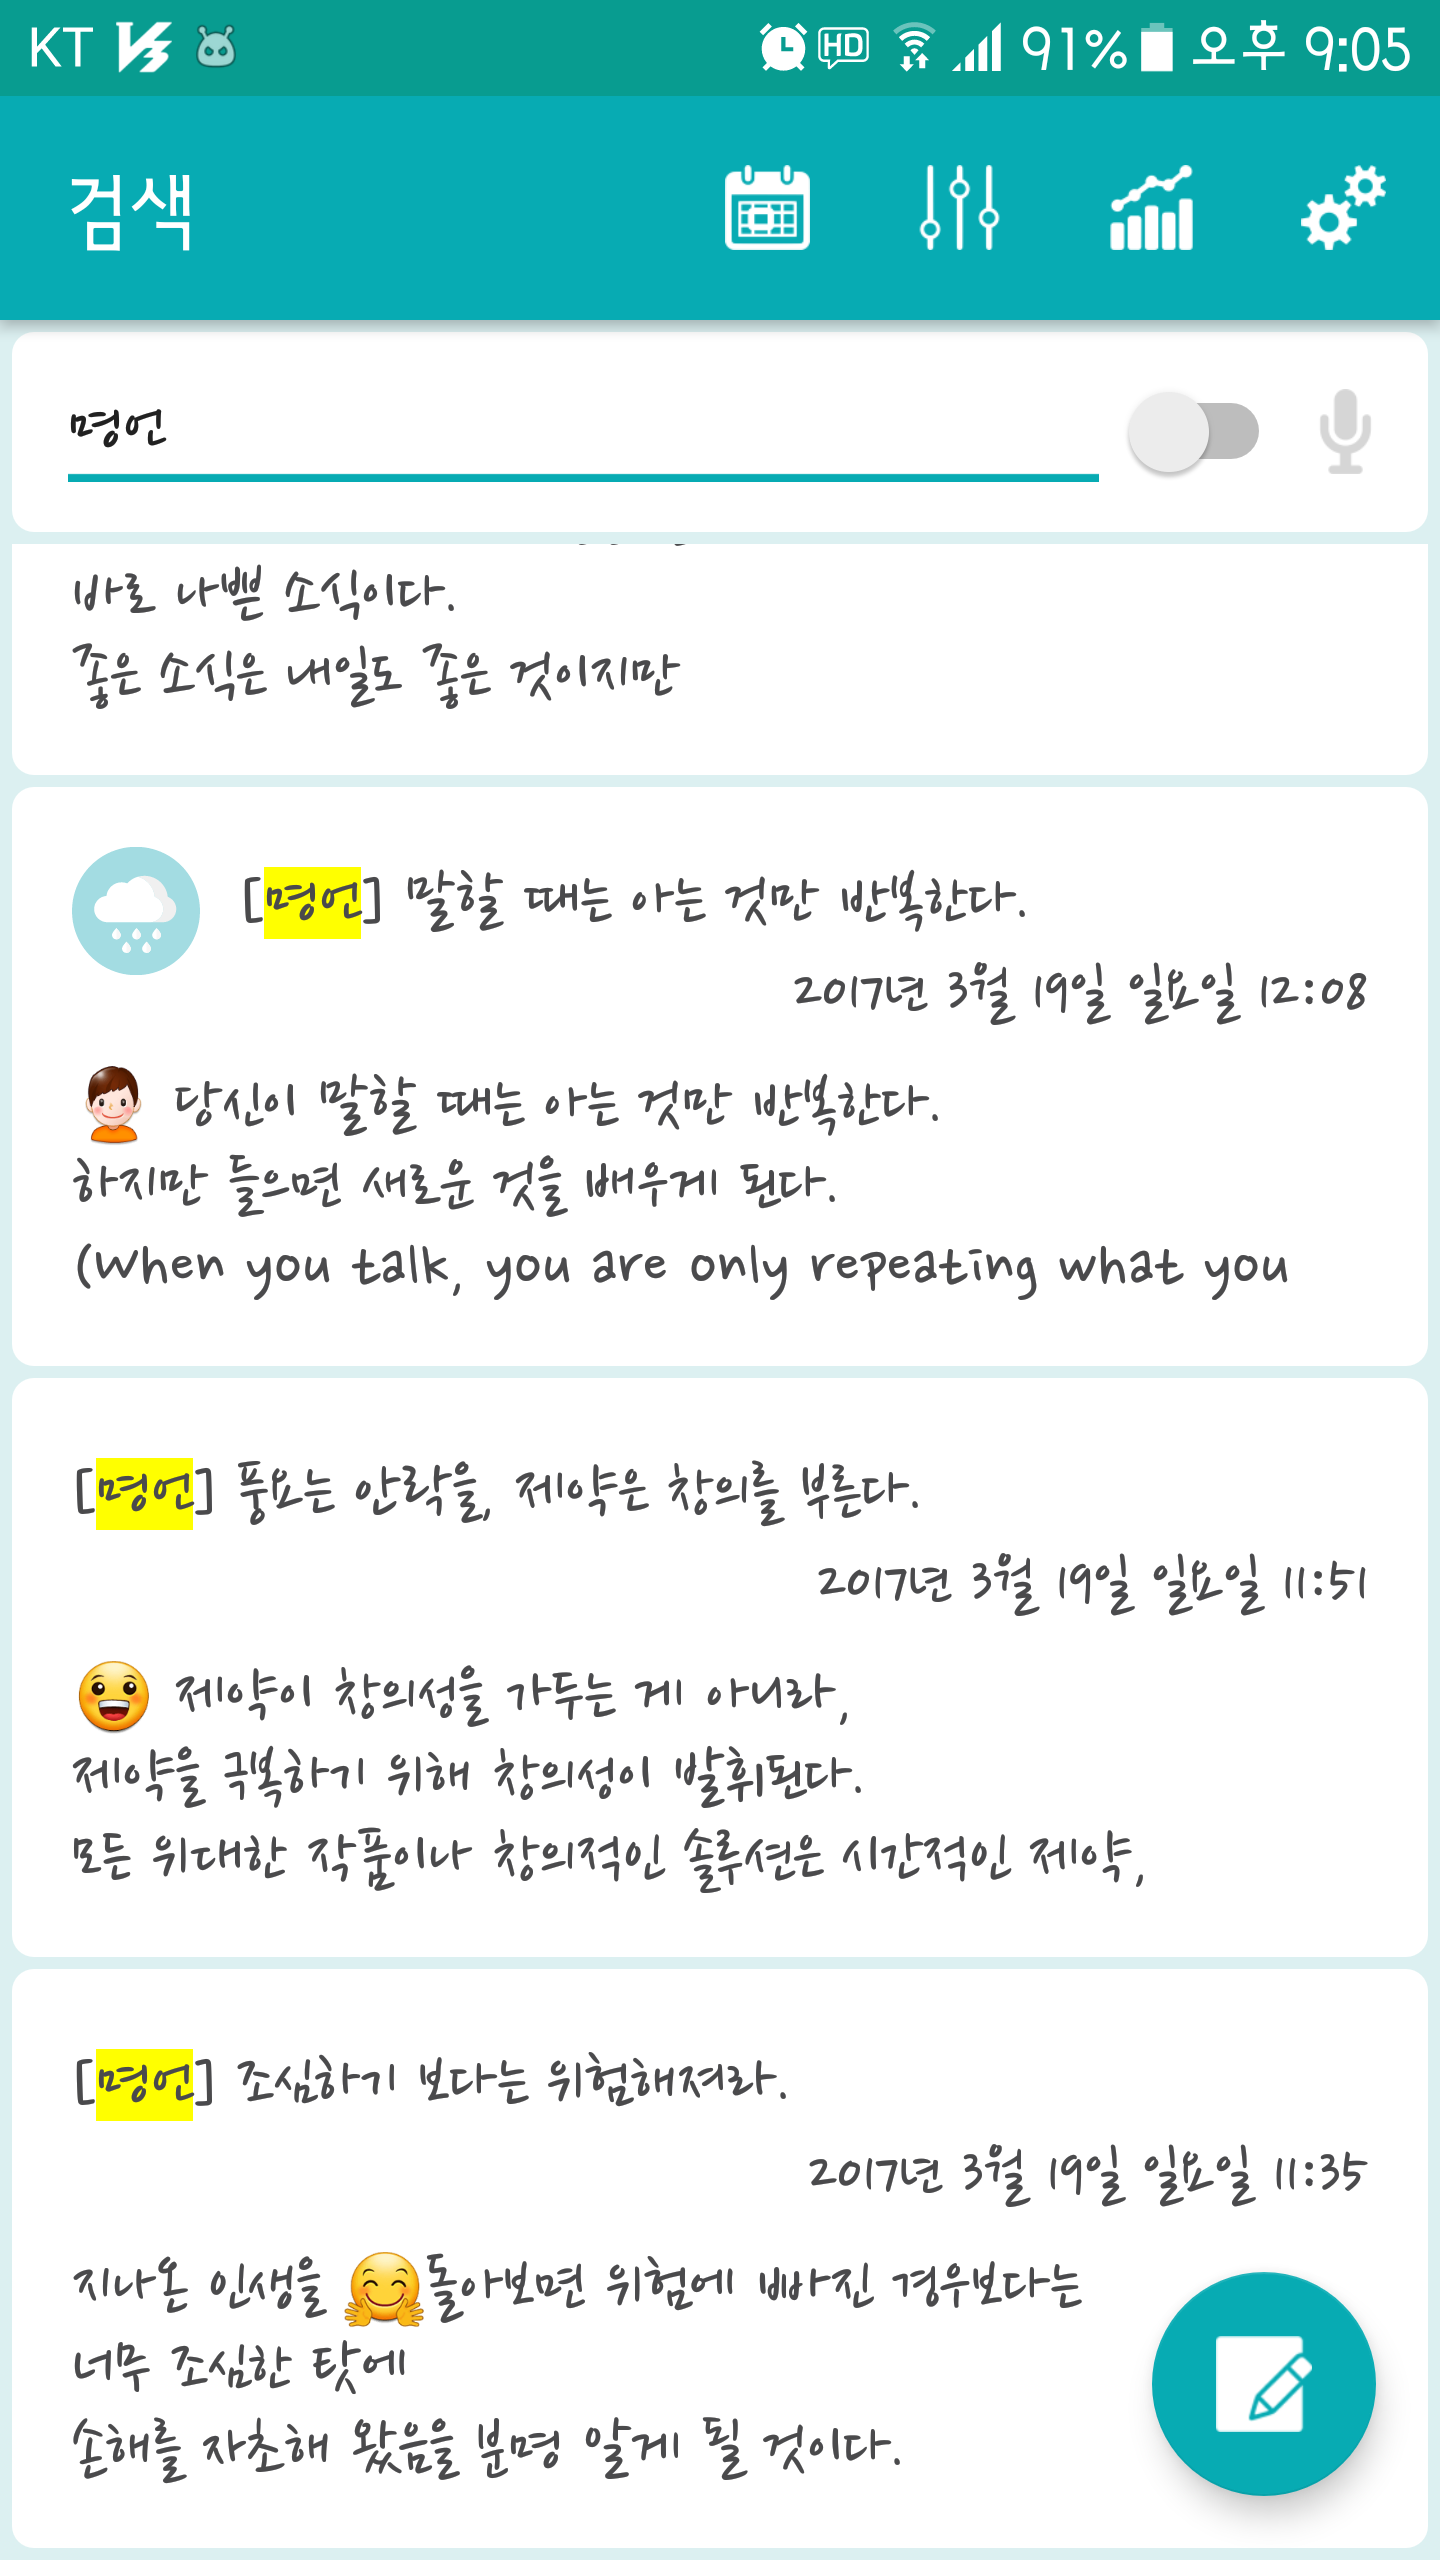 KT V3 HD 91% 오후 9:05
검색
명언
바로 나쁜 소식이다.
좋은 소식은 내일도 좋은 것이지만
[명언] 말할 때는 아는 것만 반복한다.
2017년 3월 19일 일요일 12:08
당신이 말할 때는 아는 것만 반복한다.
하지만 들으면 새로운 것을 배우게 된다.
(When you talk, you are only repeating what you
[명언] 풍요는 안락을, 제약은 창의를 부른다.
2017년 3월 19일 일요일 11:51
제약이 창의성을 가두는 게 아니라,
제약을 극복하기 위해 창의성이 발휘된다.
모든 위대한 작품이나 창의적인 솔루션은 시간적인 제약,
[명언] 조심하기 보다는 위험해져라.
2017년 3월 19일 일요일 11:35
지나온 인생을 돌아보면 위험에 빠진 경우보다는
너무 조심한 탓에
손해를 자초해 왔음을 분명 알게 될 것이다.